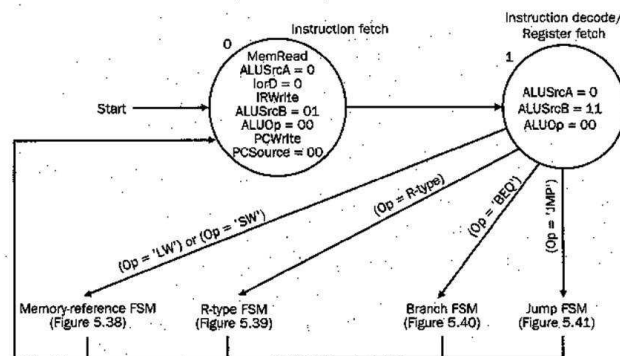 Instruction fetch
0
MemRead
ALUSrcA = 0
IorD = 0
IRWrite
ALUSrcB = 01
ALUOp = 00
PCWrite
PCSource = 00
Start
Instruction decode/
Register fetch
1
ALUSrcA = 0
ALUSrcB = 11
ALUOp = 00
(Op = 'LW') or (Op = 'SW')
(Op = R-type)
(Op = 'BEQ')
(Op = 'JMP')
Memory-reference FSM
(Figure 5.38)
R-type FSM
(Figure 5.39)
Branch FSM
(Figure 5.40)
Jump FSM
(Figure 5.41)